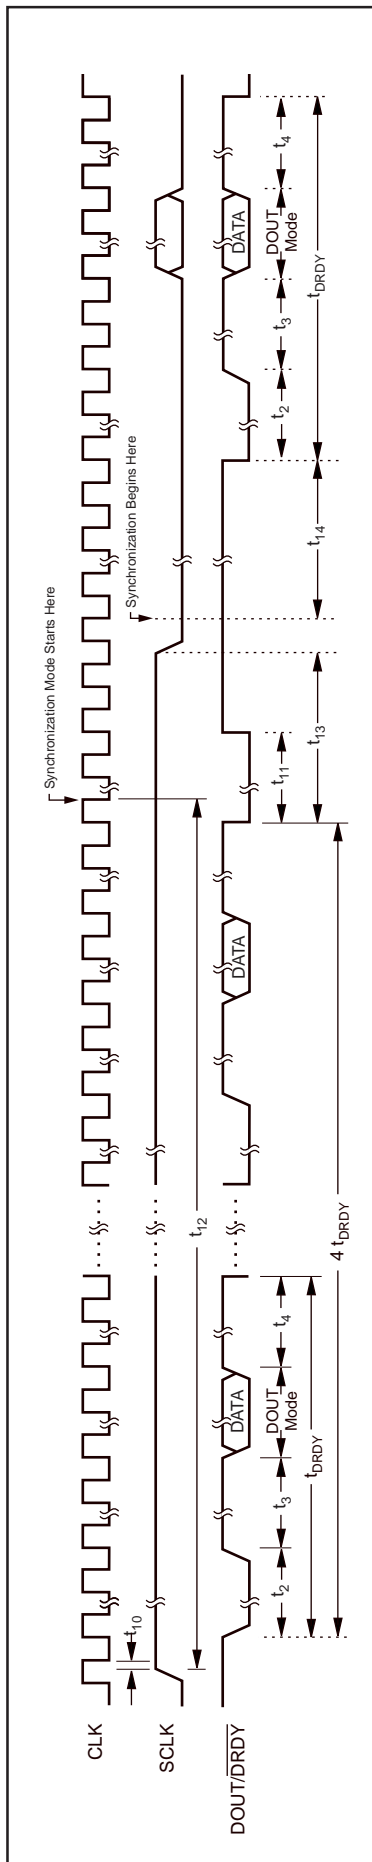 Synchronization Mode Starts Here
Synchronization Begins Here
CLK
t10
SCLK
t12
DOUT/DRDY
DATA
DATA
DATA
t2
t3
DOUT
Mode
t4
t11
t13
t14
t2
t3
DOUT
Mode
t4
tDRDY
tDRDY
4 tDRDY